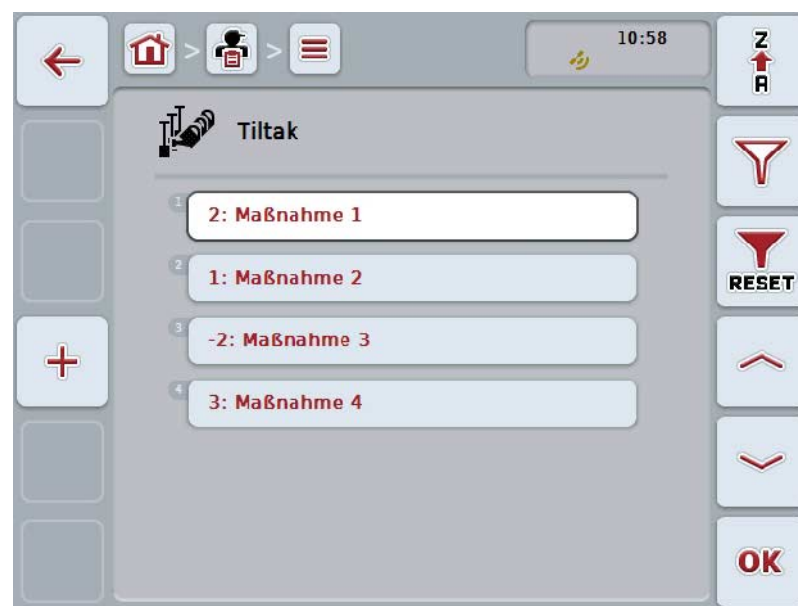 10:58
Z
A
Tiltak
1
2: Maßnahme 1
2
1: Maßnahme 2
RESET
3
-2: Maßnahme 3
4
3: Maßnahme 4
OK